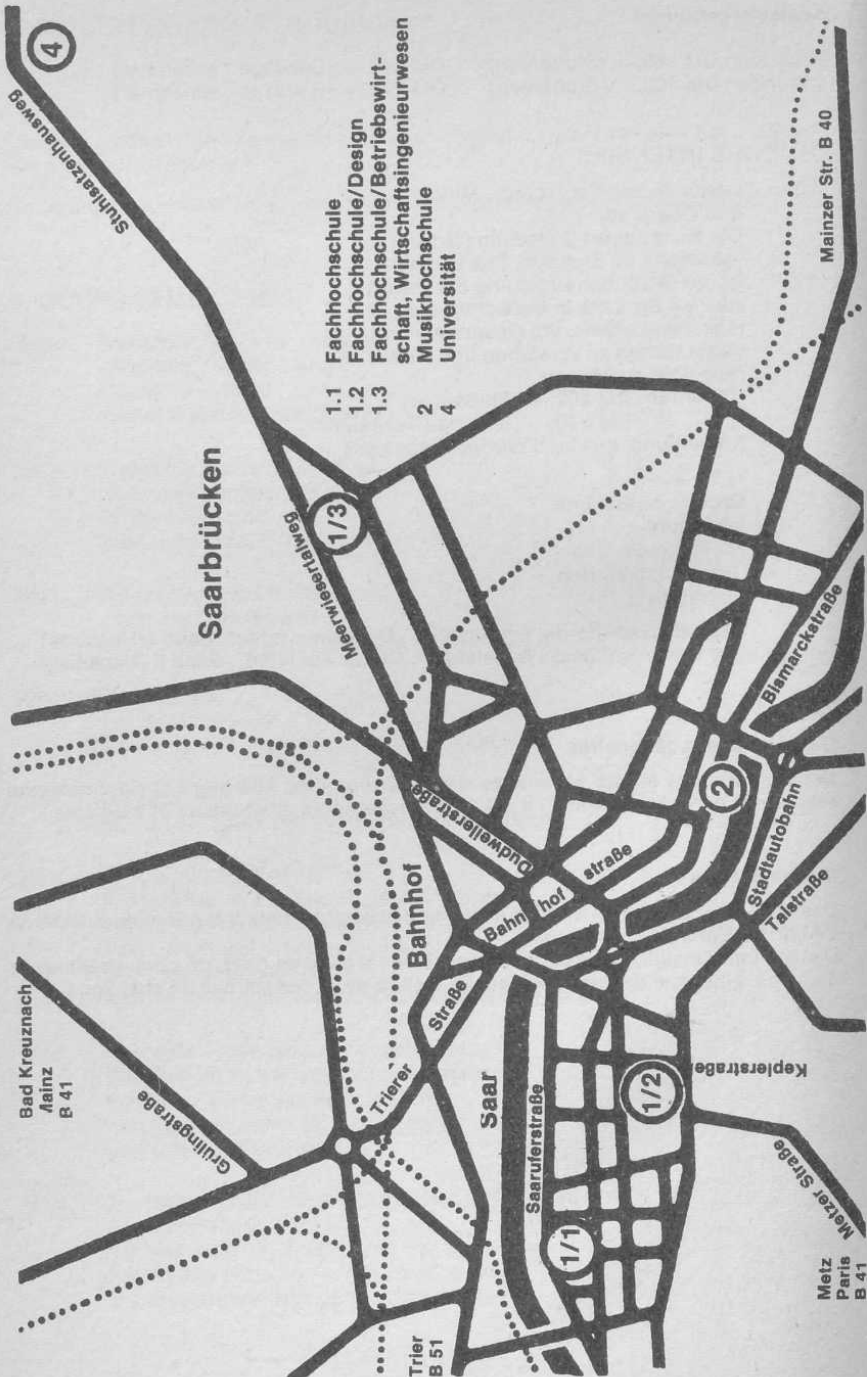 Saarbrücken
4
Stuhlsatzenhausweg
1.1 Fachhochschule
1.2 Fachhochschule/Design
1.3 Fachhochschule/Betriebswirt-
schaft, Wirtschaftsingenieurwesen
2 Musikhochschule
4 Universität
Meerwiesertalweg
1/3
Mainzer Str. B 40
Bad Kreuznach
Mainz
B 41
Grülingstraße
Bahnhof
Dudweilerstraße
Trierer
Straße
Bahn
hof
straße
Bismarckstraße
2
Saar
Saaruferstraße
Stadtautobahn
Talstraße
1/1
1/2
Keplerstraße
Metzer Straße
Trier
B 51
Metz
Paris
B 41